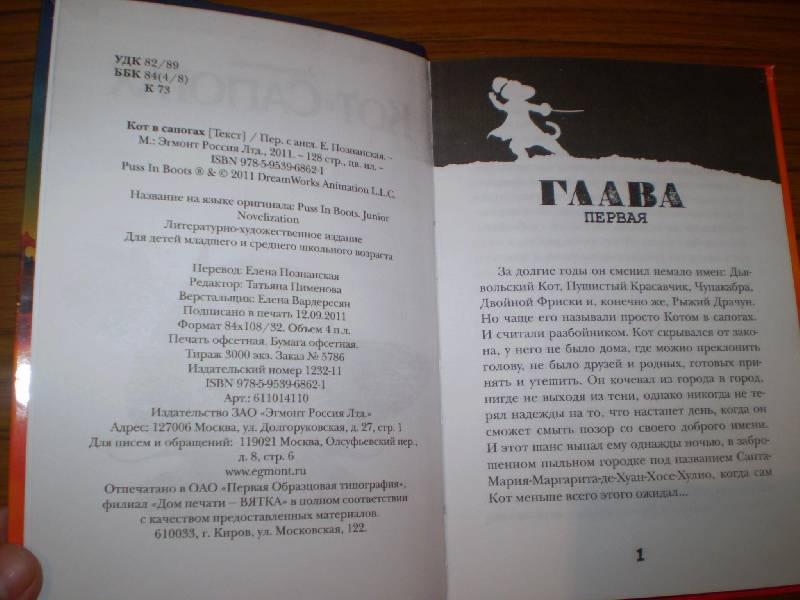 УДК 82/89
ББК 84(4/8)
К 73
Кот в сапогах [Текст] / Пер. с англ. Е. Познанская. –
М.: Эгмонт Россия Лтд., 2011. – 128 стр., цв. ил. –
ISBN 978-5-9539-6862-1
Puss In Boots ® & © 2011 DreamWorks Animation L.L.C.
Название на языке оригинала: Puss In Boots. Junior
Novelization
Литературно-художественное издание
Для детей младшего и среднего школьного возраста
Перевод: Елена Познанская
Редактор: Татьяна Пименова
Верстальщик: Елена Вардересян
Подписано в печать 12.09.2011
Формат 84x108/32. Объем 4 п.л.
Печать офсетная. Бумага офсетная.
Тираж 3000 экз. Заказ № 5786
Издательский номер 1232-11
ISBN 978-5-9539-6862-1
Арт.: 611014110
Издательство ЗАО «Эгмонт Россия Лтд.»
Адрес: 127006 Москва, ул. Долгоруковская, д. 27, стр. 1
Для писем и обращений: 119021 Москва, Олсуфьевский пер.,
д. 8, стр. 6
www.egmont.ru
Отпечатано в ОАО «Первая Образцовая типография»,
филиал «Дом печати — ВЯТКА» в полном соответствии
с качеством предоставленных материалов.
610033, г. Киров, ул. Московская, 122.
ГЛАВА
ПЕРВАЯ
За долгие годы он сменил немало имен: Дья-
вольский Кот, Пушистый Красавчик, Чупакабра,
Двойной Фриски и, конечно же, Рыжий Драчун.
Но чаще его называли просто Котом в сапогах.
И считали разбойником. Кот скрывался от зако-
на, у него не было дома, где можно преклонить
голову, не было друзей и родных, готовых при-
нять и утешить. Он кочевал из города в город,
нигде не выходя из тени, однако никогда не те-
рял надежды на то, что настанет день, когда он
сможет смыть позор со своего доброго имени.
И этот шанс выпал ему однажды ночью, в забро-
шенном пыльном городке под названием Санта-
Мария-Маргарита-де-Хуан-Хосе-Хулио, когда сам
Кот меньше всего этого ожидал...
1